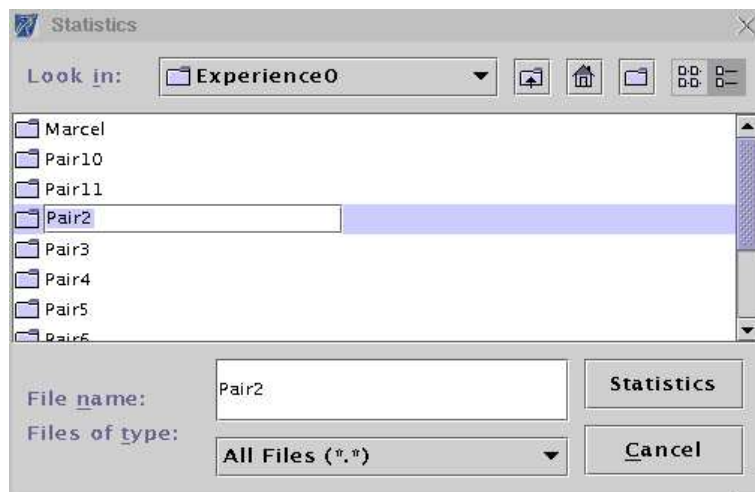 Statistics
Look in: Experience0
Marcel
Pair10
Pair11
Pair2
Pair3
Pair4
Pair5
Pair6
File name: Pair2 Statistics
Files of type: All Files (*.*) Cancel